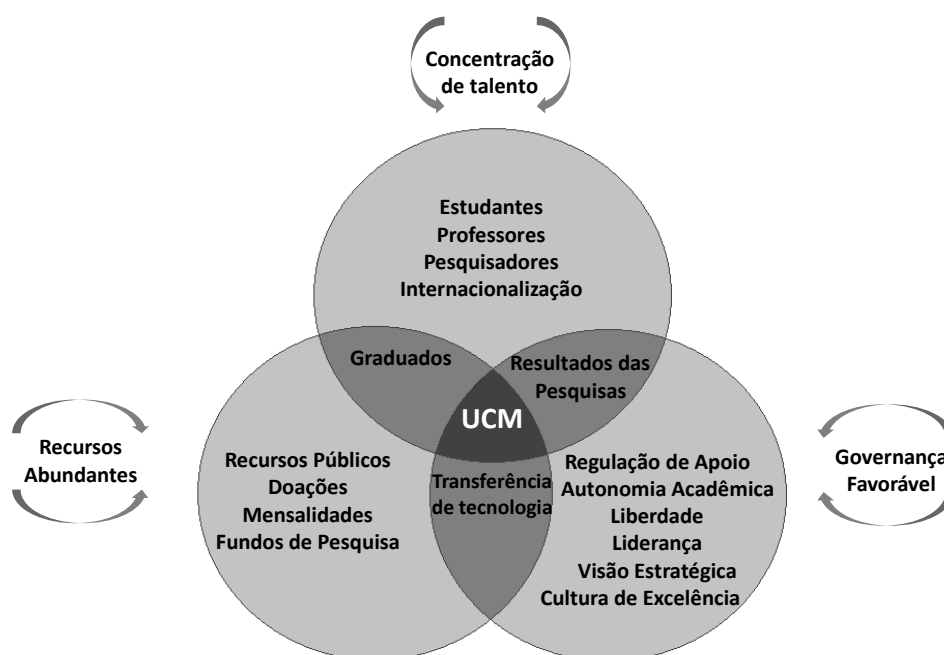 Concentração
de talento
Estudantes
Professores
Pesquisadores
Internacionalização
Graduados
Resultados das
Pesquisas
UCM
Recursos
Abundantes
Recursos Públicos
Doações
Mensalidades
Fundos de Pesquisa
Transferência
de tecnologia
Regulação de Apoio
Autonomia Acadêmica
Liberdade
Liderança
Visão Estratégica
Cultura de Excelência
Governança
Favorável